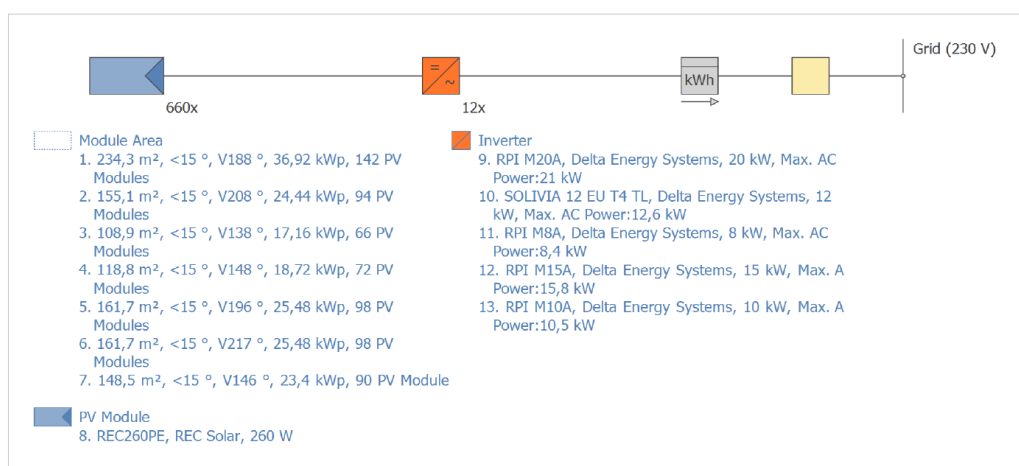 Grid (230 V)
=
~
kWh
660x
12x
Module Area
1. 234,3 m², <15 °, V188 °, 36,92 kWp, 142 PV
Modules
2. 155,1 m², <15 °, V208 °, 24,44 kWp, 94 PV
Modules
3. 108,9 m², <15 °, V138 °, 17,16 kWp, 66 PV
Modules
4. 118,8 m², <15 °, V148 °, 18,72 kWp, 72 PV
Modules
5. 161,7 m², <15 °, V196 °, 25,48 kWp, 98 PV
Modules
6. 161,7 m², <15 °, V217 °, 25,48 kWp, 98 PV
Modules
7. 148,5 m², <15 °, V146 °, 23,4 kWp, 90 PV Module
PV Module
8. REC260PE, REC Solar, 260 W
Inverter
9. RPI M20A, Delta Energy Systems, 20 kW, Max. AC
Power:21 kW
10. SOLIVIA 12 EU T4 TL, Delta Energy Systems, 12
kW, Max. AC Power:12,6 kW
11. RPI M8A, Delta Energy Systems, 8 kW, Max. AC
Power:8,4 kW
12. RPI M15A, Delta Energy Systems, 15 kW, Max. A
Power:15,8 kW
13. RPI M10A, Delta Energy Systems, 10 kW, Max. A
Power:10,5 kW